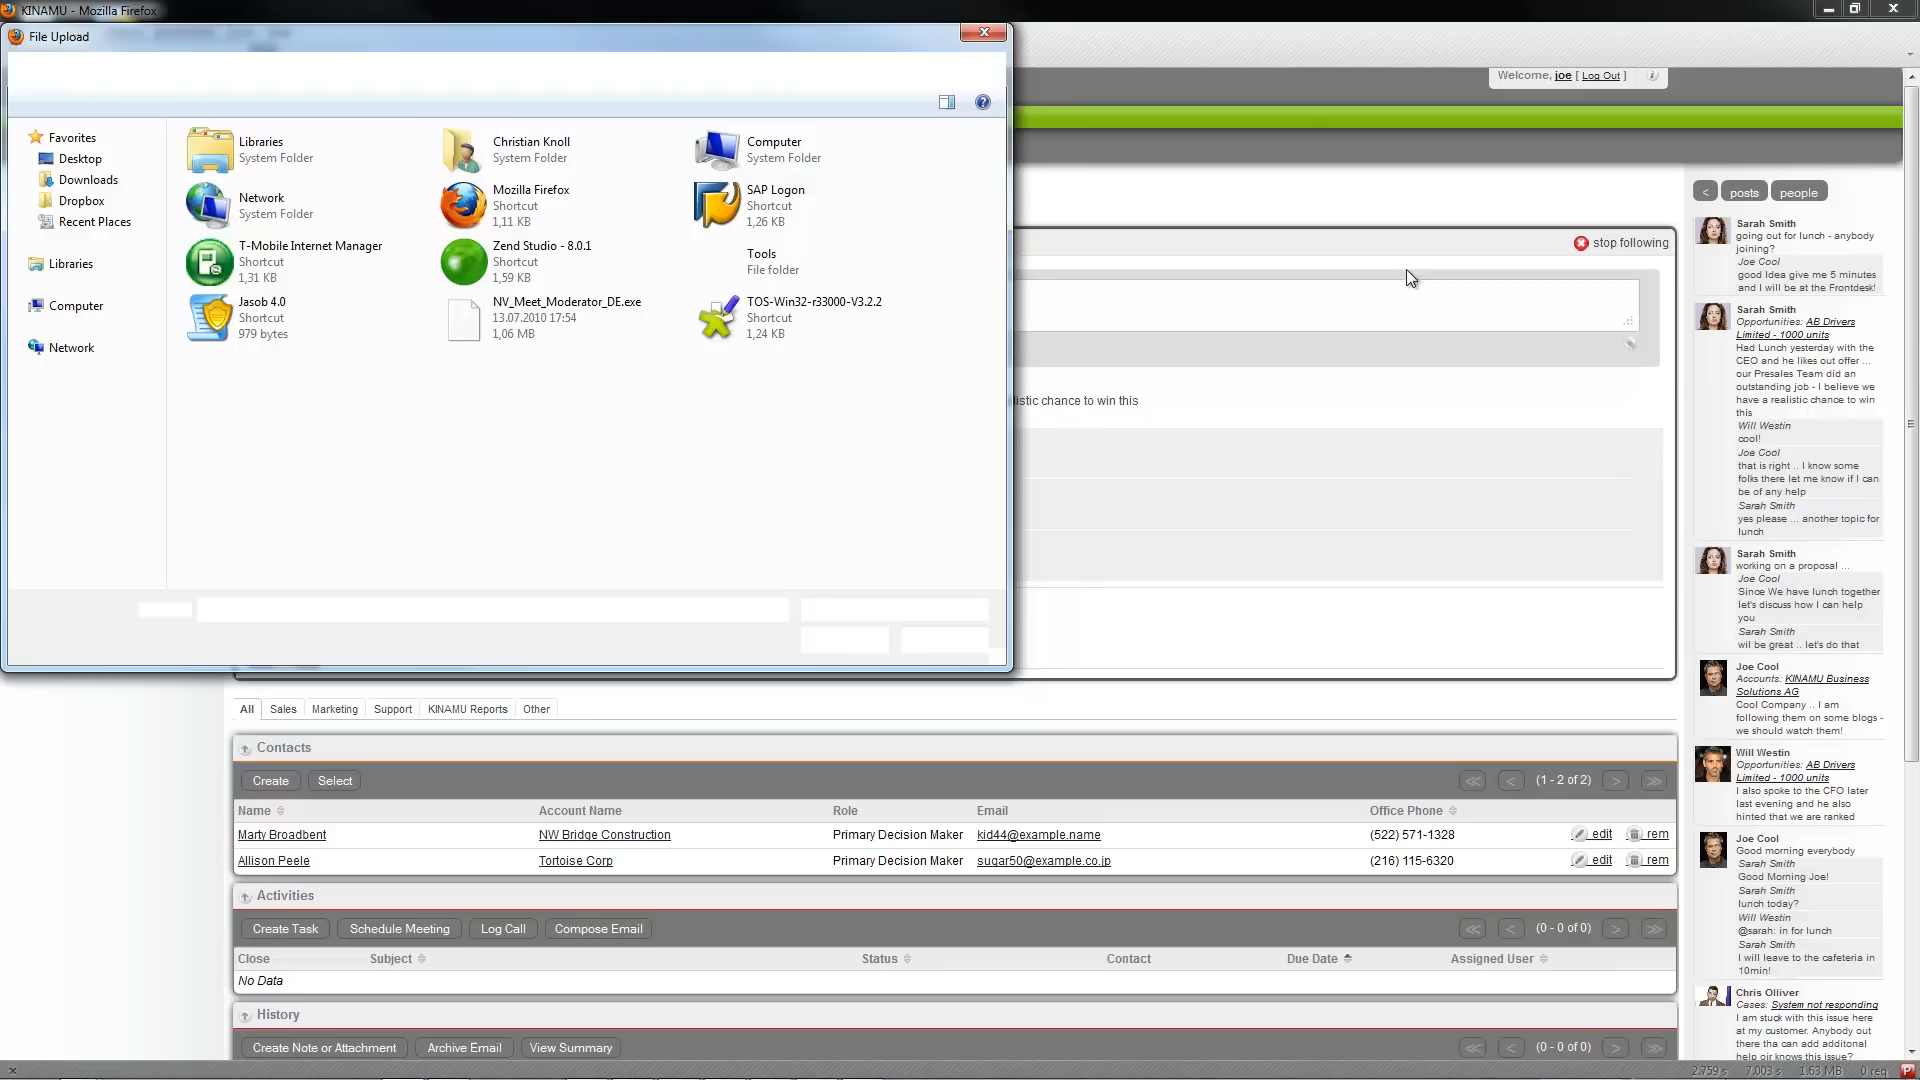 KINAMU - Mozilla Firefox
File Upload
Welcome, joe [ Log Out ]
Favorites
Desktop
Downloads
Dropbox
Recent Places
Libraries
Computer
Network
Libraries
System Folder
Christian Knoll
System Folder
Computer
System Folder
Network
System Folder
Mozilla Firefox
Shortcut
1,11 KB
SAP Logon
Shortcut
1,26 KB
T-Mobile Internet Manager
Shortcut
1,31 KB
Zend Studio - 8.0.1
Shortcut
1,59 KB
Tools
File folder
Jasob 4.0
Shortcut
979 bytes
NV_Meet_Moderator_DE.exe
13.07.2010 17:54
1,06 MB
TOS-Win32-r33000-V3.2.2
Shortcut
1,24 KB
stop following
listic chance to win this
All Sales Marketing Support KINAMU Reports Other
Contacts
Create Select (1 - 2 of 2)
Name Account Name Role Email Office Phone
Marty Broadbent NW Bridge Construction Primary Decision Maker kid44@example.name (522) 571-1328 edit rem
Allison Peele Tortoise Corp Primary Decision Maker sugar50@example.co.jp (216) 115-6320 edit rem
Activities
Create Task Schedule Meeting Log Call Compose Email (0 - 0 of 0)
Close Subject Status Contact Due Date Assigned User
No Data
History
Create Note or Attachment Archive Email View Summary (0 - 0 of 0)
< posts people
Sarah Smith
going out for lunch - anybody
joining?
Joe Cool
good Idea give me 5 minutes
and I will be at the Frontdesk!
Sarah Smith
Opportunities: AB Drivers
Limited - 1000 units
Had Lunch yesterday with the
CEO and he likes out offer ...
our Presales Team did an
outstanding job - I believe we
have a realistic chance to win
this
Will Westin
cool!
Joe Cool
that is right .. I know some
folks there let me know if I can
be of any help
Sarah Smith
yes please ... another topic for
lunch
Sarah Smith
working on a proposal ...
Joe Cool
Since We have lunch together
let's discuss how I can help
you
Sarah Smith
wil be great .. let's do that
Joe Cool
Accounts: KINAMU Business
Solutions AG
Cool Company .. I am
following them on some blogs -
we should watch them!
Will Westin
Opportunities: AB Drivers
Limited - 1000 units
I also spoke to the CFO later
last evening and he also
hinted that we are ranked
Joe Cool
Good morning everybody
Sarah Smith
Good Morning Joe!
Sarah Smith
lunch today?
Will Westin
@sarah: in for lunch
Sarah Smith
I will leave to the cafeteria in
10min!
Chris Olliver
Cases: System not responding
I am stuck with this issue here
at my customer. Anybody out
there tha can add additonal
help oir knows this issue?
2.759 s 7.003 s 1.63 MB 0 req